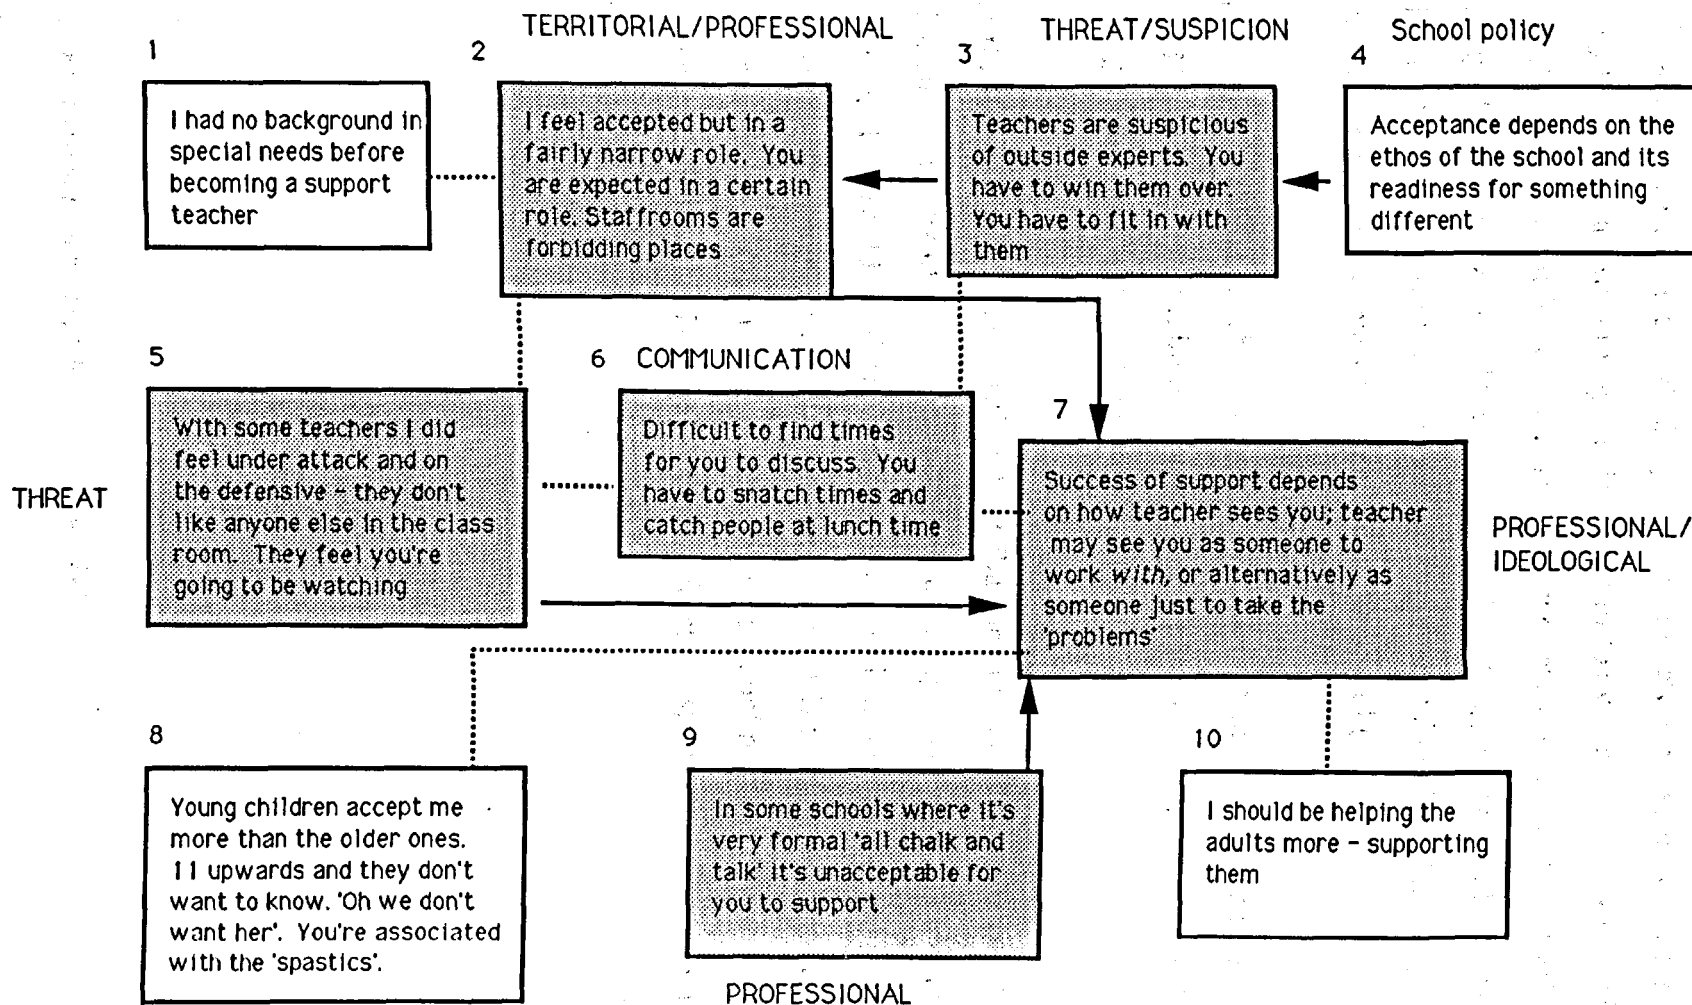 TERRITORIAL/PROFESSIONAL
THREAT/SUSPICION
School policy
1
I had no background in
special needs before
becoming a support
teacher
2
I feel accepted but in a
fairly narrow role. You
are expected in a certain
role. Staffrooms are
forbidding places
3
Teachers are suspicious
of outside experts. You
have to win them over.
You have to fit in with
them
4
Acceptance depends on the
ethos of the school and its
readiness for something
different
THREAT
5
With some teachers I did
feel under attack and on
the defensive - they don't
like anyone else in the class
room. They feel you're
going to be watching
6 COMMUNICATION
Difficult to find times
for you to discuss. You
have to snatch times and
catch people at lunch time
7
Success of support depends
on how teacher sees you; teacher
may see you as someone to
work with, or alternatively as
someone just to take the
'problems'
PROFESSIONAL/
IDEOLOGICAL
8
Young children accept me
more than the older ones.
11 upwards and they don't
want to know. 'Oh we don't
want her'. You're associated
with the 'spastics'.
9
In some schools where it's
very formal 'all chalk and
talk' it's unacceptable for
you to support
PROFESSIONAL
10
I should be helping the
adults more - supporting
them